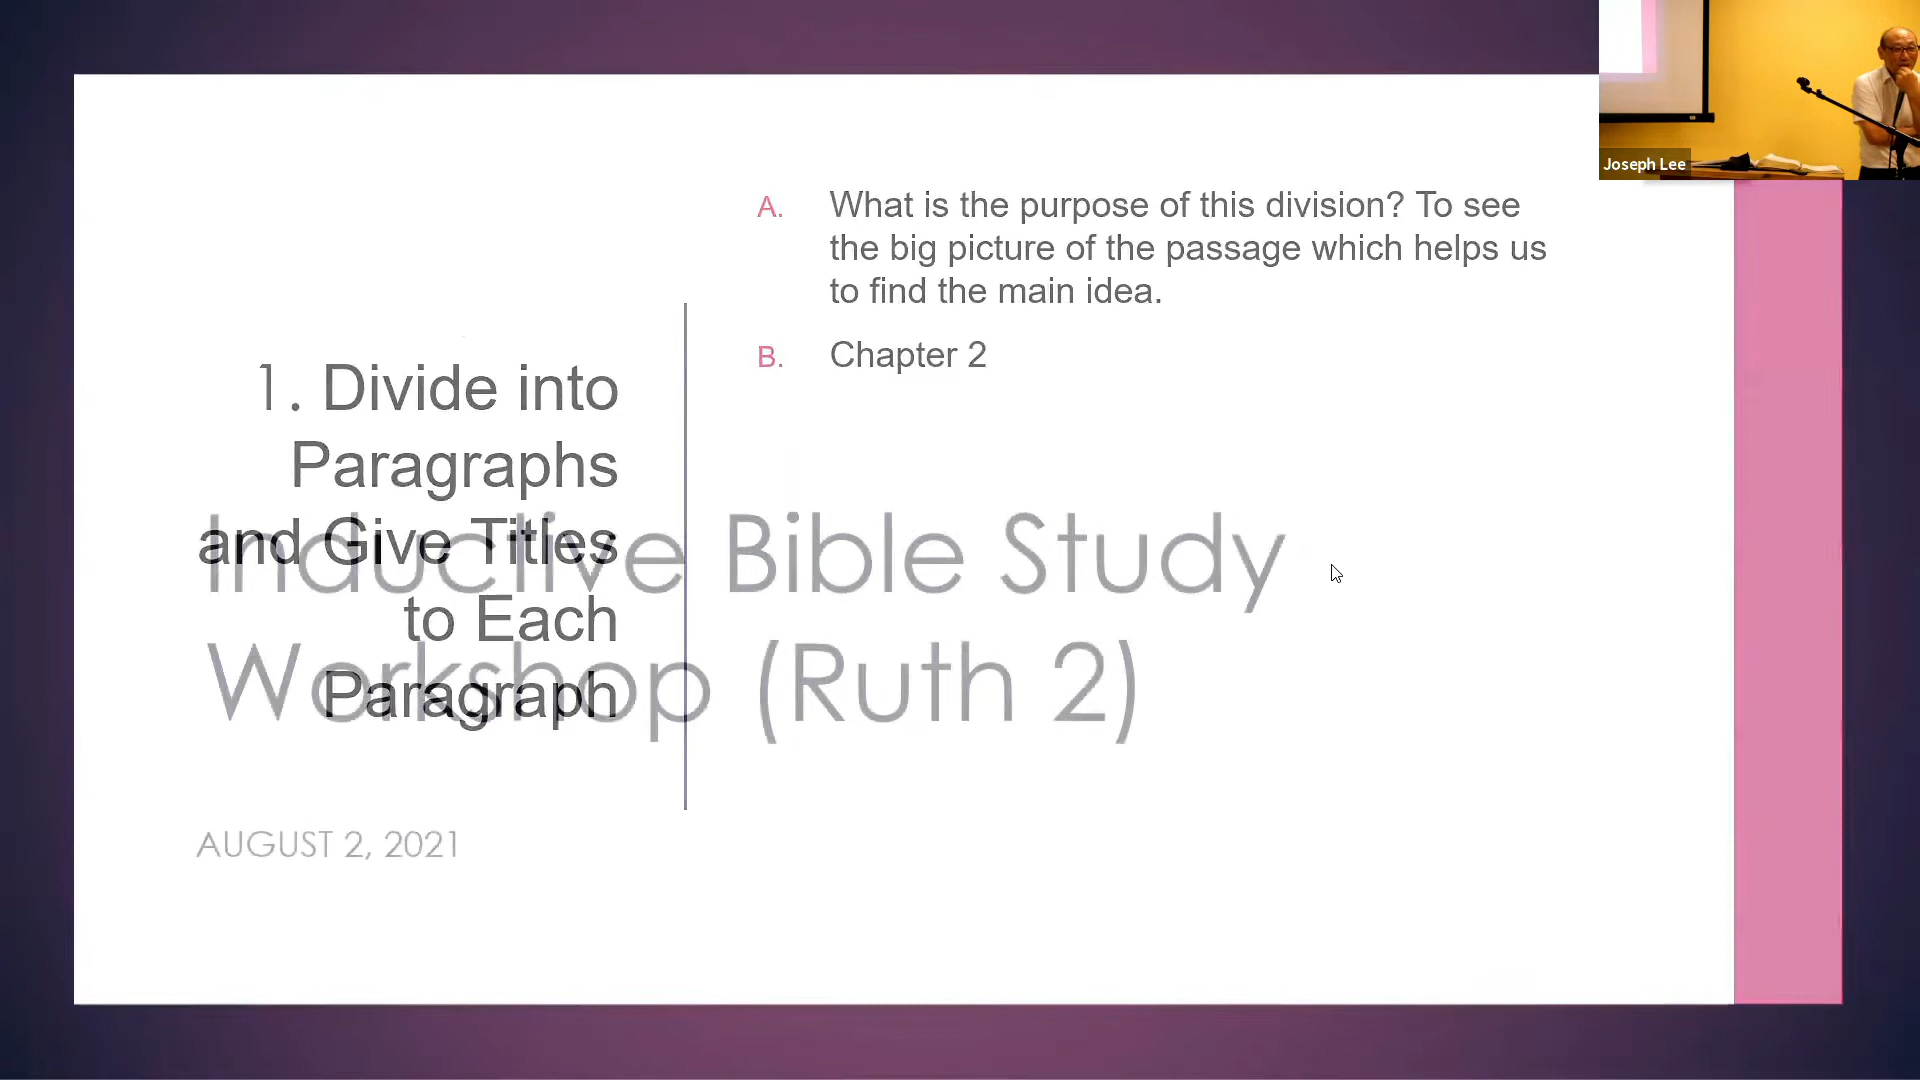 Joseph Lee
A. What is the purpose of this division? To see
the big picture of the passage which helps us
to find the main idea.
B. Chapter 2
1. Divide into
Paragraphs
and Give Titles
to Each
Paragraph
Inductive Bible Study
Workshop (Ruth 2)
AUGUST 2, 2021